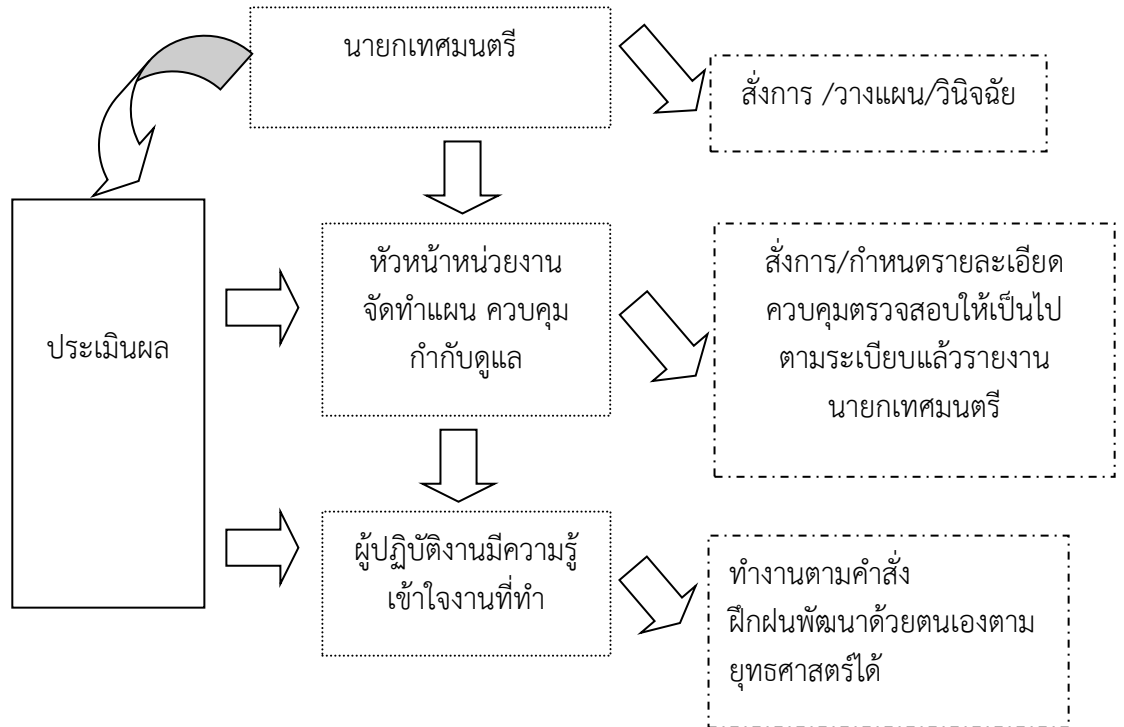 นายกเทศมนตรี
สั่งการ /วางแผน/วินิจฉัย
หัวหน้าหน่วยงาน
จัดทำแผน ควบคุม
กำกับดูแล
สั่งการ/กำหนดรายละเอียด
ควบคุมตรวจสอบให้เป็นไป
ตามระเบียบแล้วรายงาน
นายกเทศมนตรี
ประเมินผล
ผู้ปฏิบัติงานมีความรู้
เข้าใจงานที่ทำ
ทำงานตามคำสั่ง
ฝึกฝนพัฒนาด้วยตนเองตาม
ยุทธศาสตร์ได้